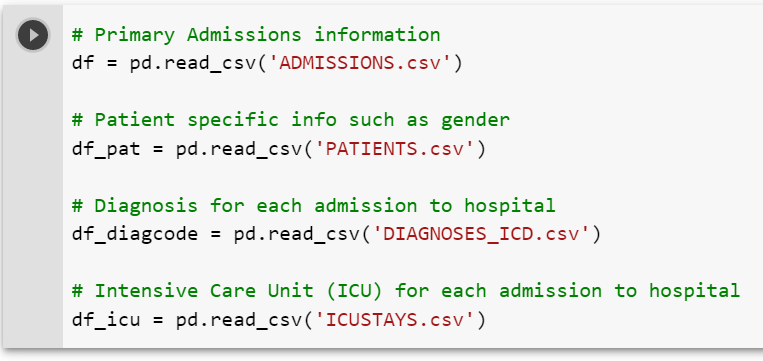 # Primary Admissions information
df = pd.read_csv('ADMISSIONS.csv')
# Patient specific info such as gender
df_pat = pd.read_csv('PATIENTS.csv')
# Diagnosis for each admission to hospital
df_diagcode = pd.read_csv('DIAGNOSES_ICD.csv')
# Intensive Care Unit (ICU) for each admission to hospital
df_icu = pd.read_csv('ICUSTAYS.csv')